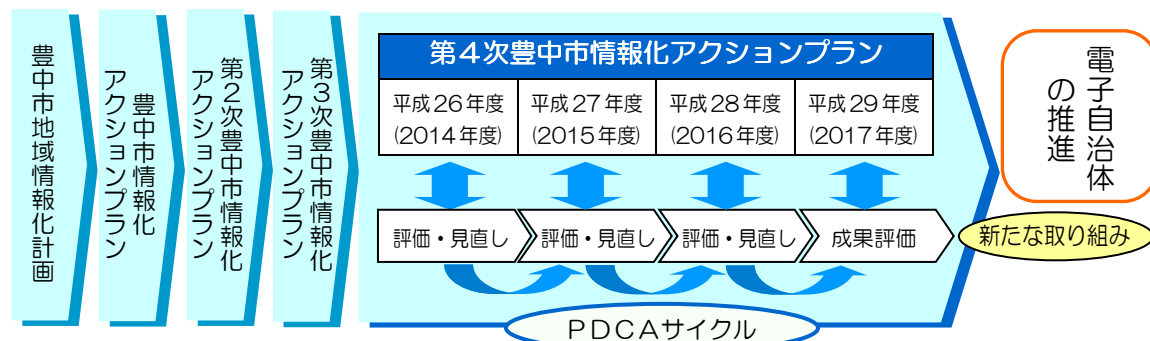 豊中市地域情報化計画
豊中市情報化
アクションプラン
第2次豊中市情報化
アクションプラン
第3次豊中市情報化
アクションプラン
第4次豊中市情報化アクションプラン
平成26年度
(2014年度)
平成27年度
(2015年度)
平成28年度
(2016年度)
平成29年度
(2017年度)
評価・見直し
評価・見直し
評価・見直し
成果評価
PDCAサイクル
電子自治体
の推進
新たな取り組み